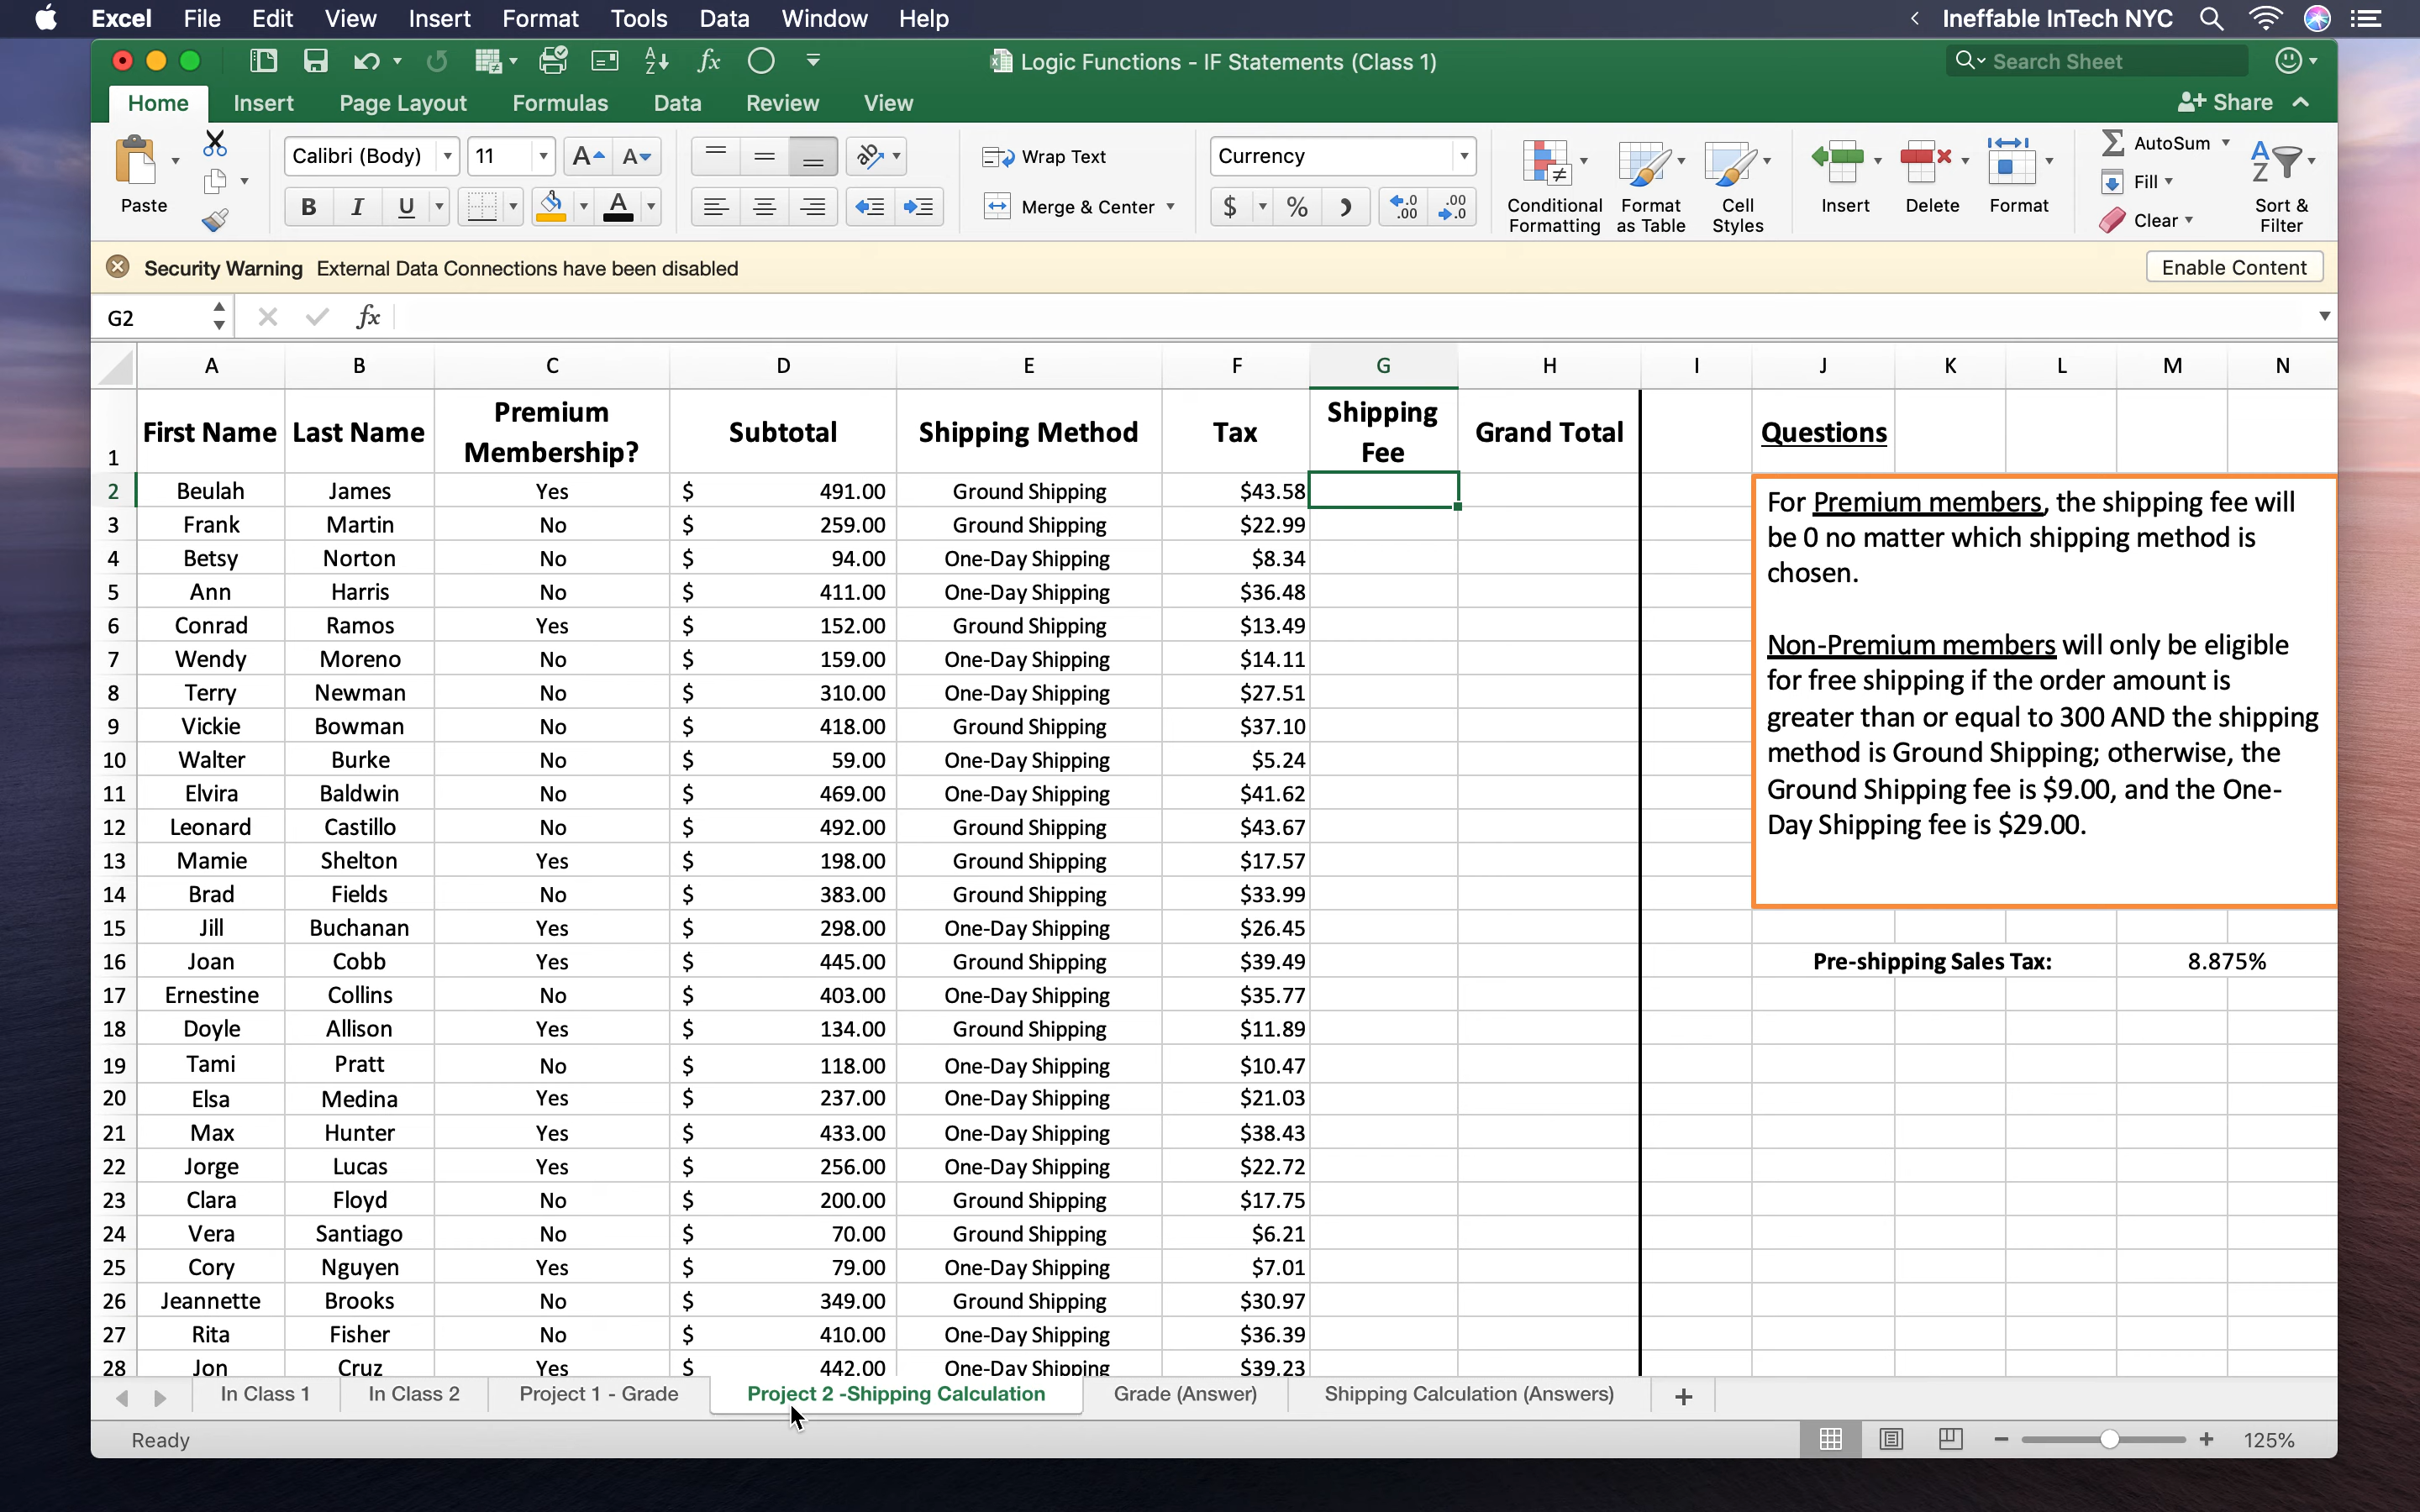 Excel File Edit View Insert Format Tools Data Window Help Ineffable InTech NYC
Logic Functions - IF Statements (Class 1) Search Sheet
Home Insert Page Layout Formulas Data Review View Share
Paste Calibri (Body) 11 Wrap Text Merge & Center Currency Conditional Formatting Format as Table Cell Styles Insert Delete Format AutoSum Fill Clear Sort & Filter
Security Warning External Data Connections have been disabled Enable Content
G2 fx
A B C D E F G H I J K L M N
1 First Name Last Name Premium Membership? Subtotal Shipping Method Tax Shipping Fee Grand Total Questions
2 Beulah James Yes $ 491.00 Ground Shipping $43.58
3 Frank Martin No $ 259.00 Ground Shipping $22.99
4 Betsy Norton No $ 94.00 One-Day Shipping $8.34
5 Ann Harris No $ 411.00 One-Day Shipping $36.48
6 Conrad Ramos Yes $ 152.00 Ground Shipping $13.49
7 Wendy Moreno No $ 159.00 One-Day Shipping $14.11
8 Terry Newman No $ 310.00 One-Day Shipping $27.51
9 Vickie Bowman No $ 418.00 Ground Shipping $37.10
10 Walter Burke No $ 59.00 One-Day Shipping $5.24
11 Elvira Baldwin No $ 469.00 One-Day Shipping $41.62
12 Leonard Castillo No $ 492.00 Ground Shipping $43.67
13 Mamie Shelton Yes $ 198.00 Ground Shipping $17.57
14 Brad Fields No $ 383.00 Ground Shipping $33.99
15 Jill Buchanan Yes $ 298.00 One-Day Shipping $26.45
16 Joan Cobb Yes $ 445.00 Ground Shipping $39.49
17 Ernestine Collins No $ 403.00 One-Day Shipping $35.77
18 Doyle Allison Yes $ 134.00 Ground Shipping $11.89
19 Tami Pratt No $ 118.00 One-Day Shipping $10.47
20 Elsa Medina Yes $ 237.00 One-Day Shipping $21.03
21 Max Hunter Yes $ 433.00 One-Day Shipping $38.43
22 Jorge Lucas Yes $ 256.00 One-Day Shipping $22.72
23 Clara Floyd No $ 200.00 Ground Shipping $17.75
24 Vera Santiago No $ 70.00 Ground Shipping $6.21
25 Cory Nguyen Yes $ 79.00 One-Day Shipping $7.01
26 Jeannette Brooks No $ 349.00 Ground Shipping $30.97
27 Rita Fisher No $ 410.00 One-Day Shipping $36.39
28 Jon Cruz Yes $ 442.00 One-Day Shipping $39.23
For Premium members, the shipping fee will
be 0 no matter which shipping method is
chosen.
Non-Premium members will only be eligible
for free shipping if the order amount is
greater than or equal to 300 AND the shipping
method is Ground Shipping; otherwise, the
Ground Shipping fee is $9.00, and the One-
Day Shipping fee is $29.00.
Pre-shipping Sales Tax: 8.875%
In Class 1 In Class 2 Project 1 - Grade Project 2 -Shipping Calculation Grade (Answer) Shipping Calculation (Answers) +
Ready 125%